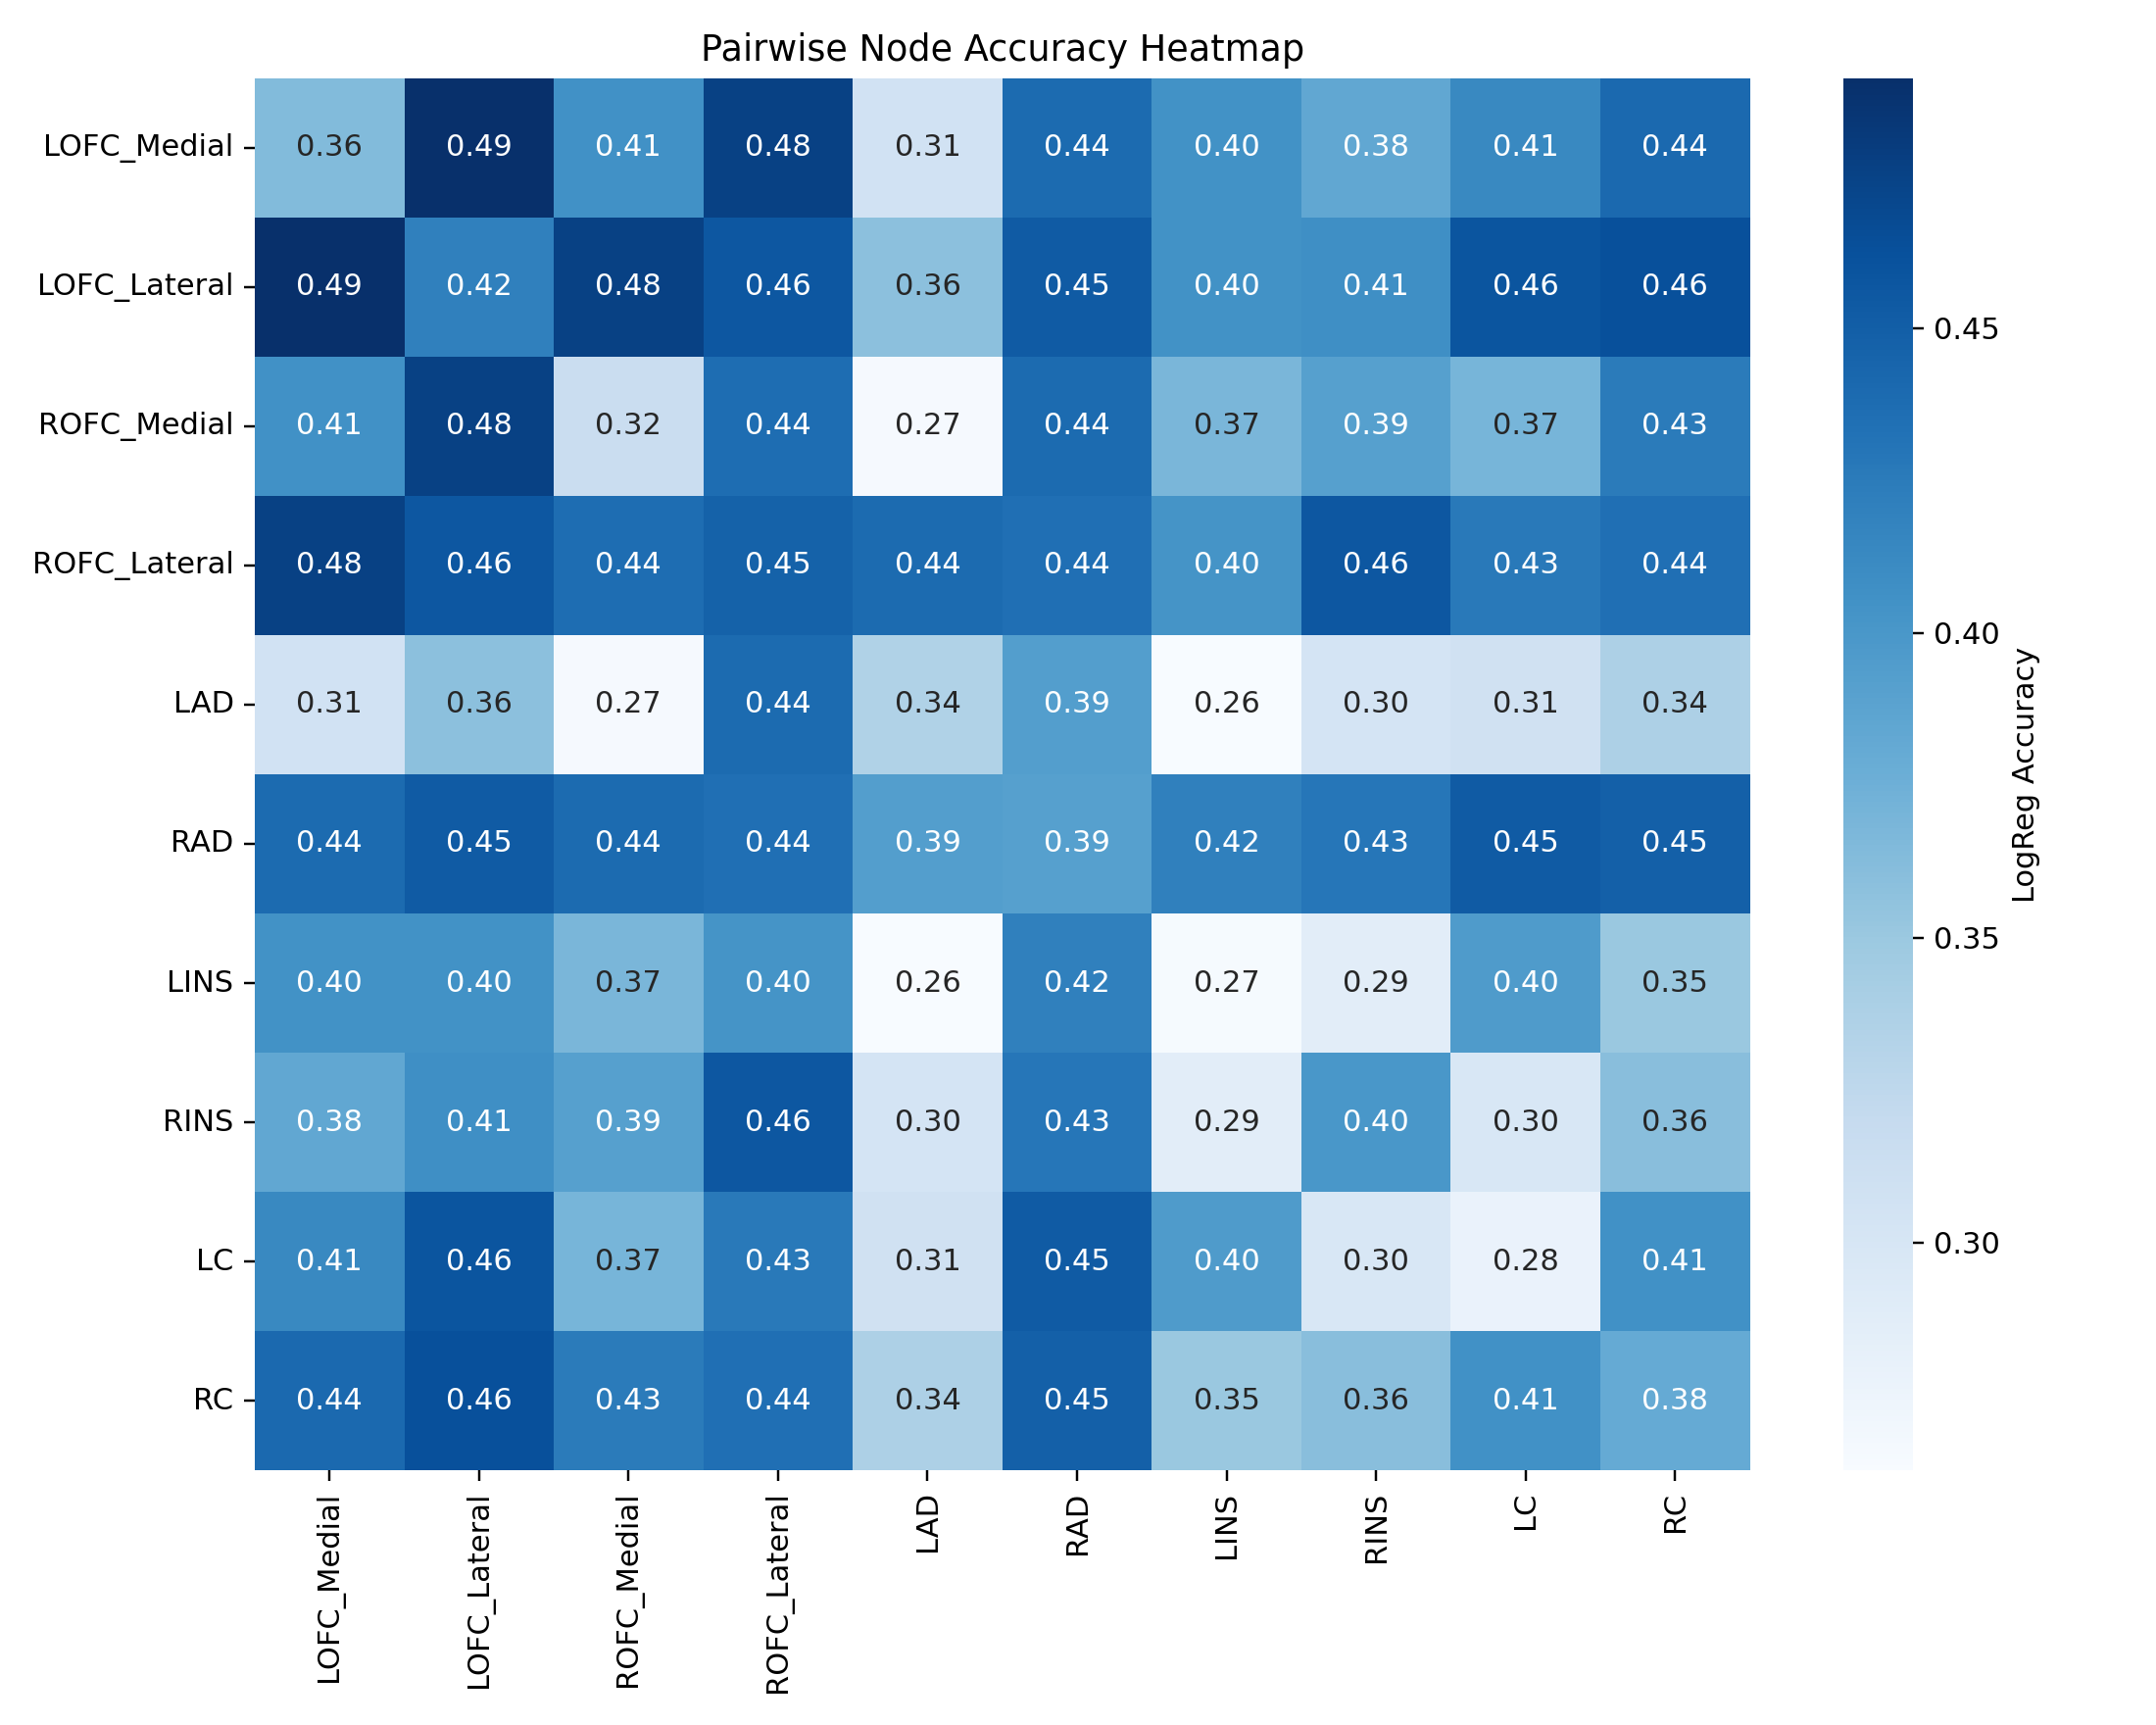 Pairwise Node Accuracy Heatmap
LOFC_Medial 0.36 0.49 0.41 0.48 0.31 0.44 0.40 0.38 0.41 0.44
LOFC_Lateral 0.49 0.42 0.48 0.46 0.36 0.45 0.40 0.41 0.46 0.46
ROFC_Medial 0.41 0.48 0.32 0.44 0.27 0.44 0.37 0.39 0.37 0.43
ROFC_Lateral 0.48 0.46 0.44 0.45 0.44 0.44 0.40 0.46 0.43 0.44
LAD 0.31 0.36 0.27 0.44 0.34 0.39 0.26 0.30 0.31 0.34
RAD 0.44 0.45 0.44 0.44 0.39 0.39 0.42 0.43 0.45 0.45
LINS 0.40 0.40 0.37 0.40 0.26 0.42 0.27 0.29 0.40 0.35
RINS 0.38 0.41 0.39 0.46 0.30 0.43 0.29 0.40 0.30 0.36
LC 0.41 0.46 0.37 0.43 0.31 0.45 0.40 0.30 0.28 0.41
RC 0.44 0.46 0.43 0.44 0.34 0.45 0.35 0.36 0.41 0.38
LOFC_Medial LOFC_Lateral ROFC_Medial ROFC_Lateral LAD RAD LINS RINS LC RC
0.45
0.40
0.35
0.30
LogReg Accuracy